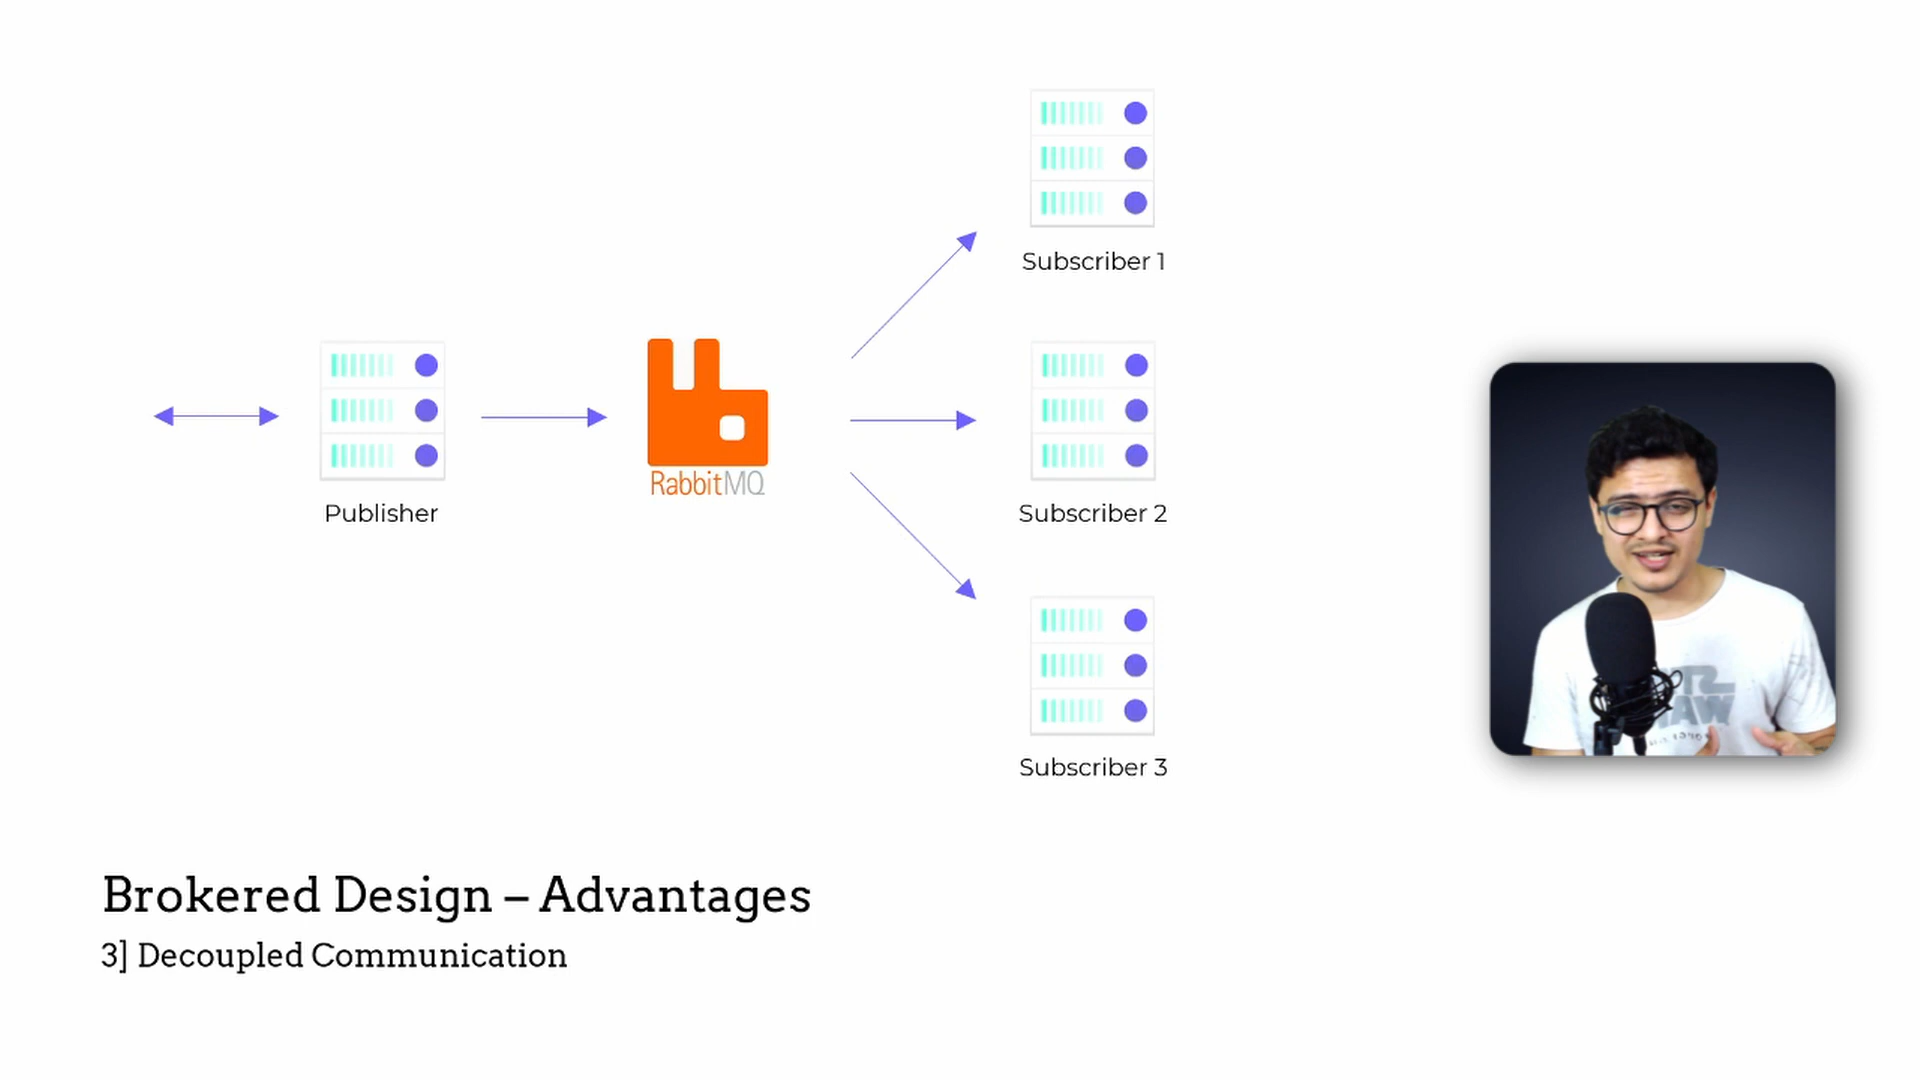 Subscriber 1
RabbitMQ
Publisher
Subscriber 2
Subscriber 3
Brokered Design – Advantages
3] Decoupled Communication